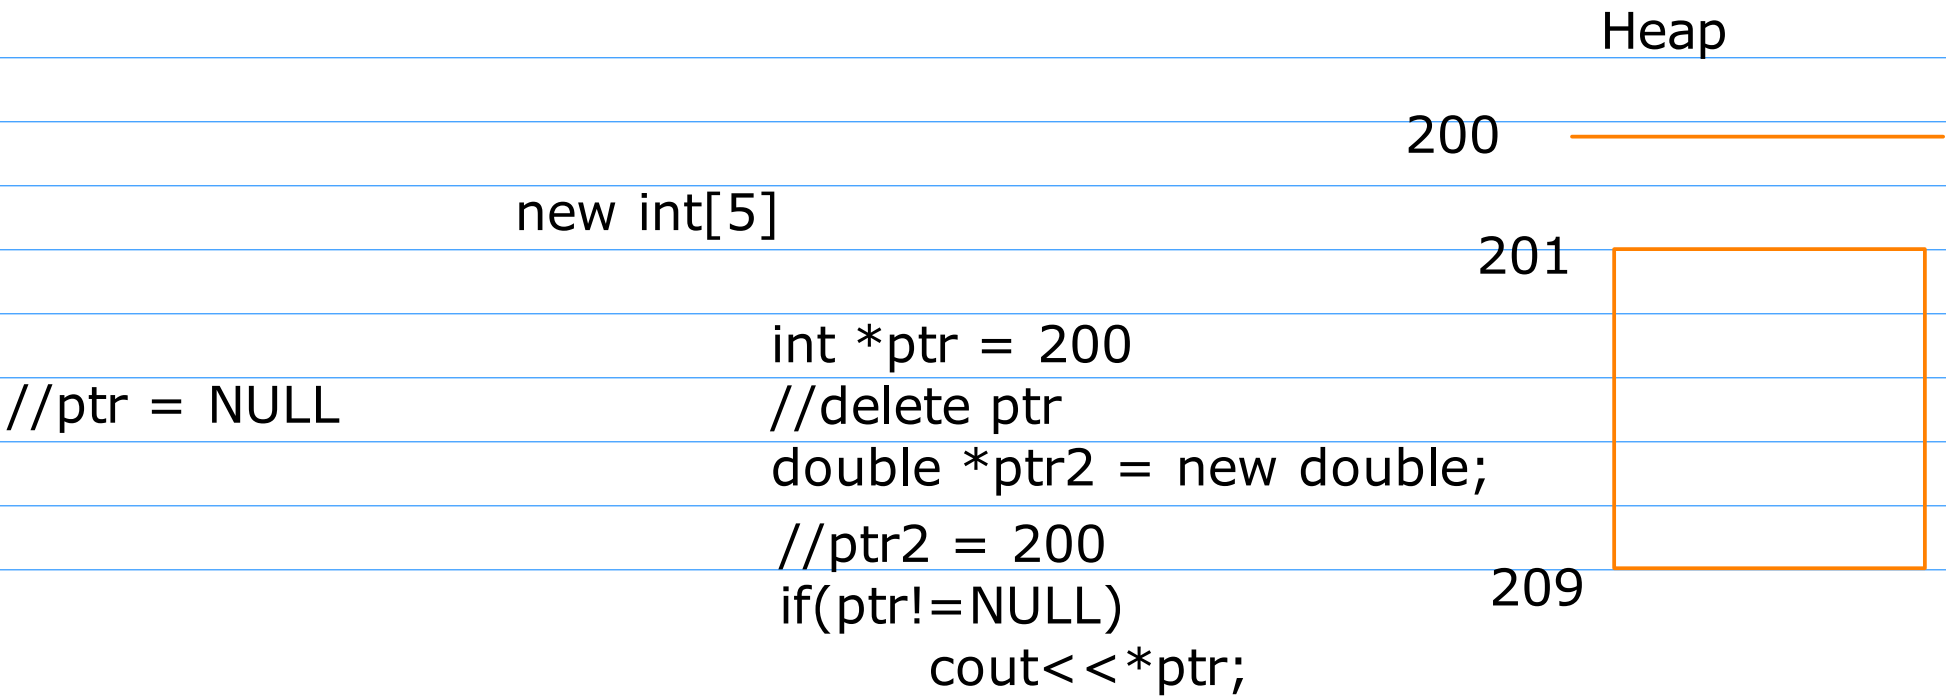 Heap
200
new int[5]
201
int *ptr = 200
//ptr = NULL
//delete ptr
double *ptr2 = new double;
//ptr2 = 200
209
if(ptr!=NULL)
cout<<*ptr;